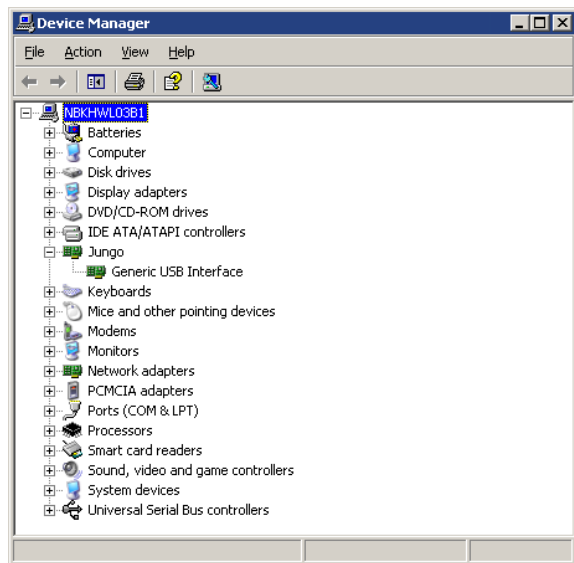 Device Manager
File Action View Help
NBKHWL03B1
Batteries
Computer
Disk drives
Display adapters
DVD/CD-ROM drives
IDE ATA/ATAPI controllers
Jungo
Generic USB Interface
Keyboards
Mice and other pointing devices
Modems
Monitors
Network adapters
PCMCIA adapters
Ports (COM & LPT)
Processors
Smart card readers
Sound, video and game controllers
System devices
Universal Serial Bus controllers